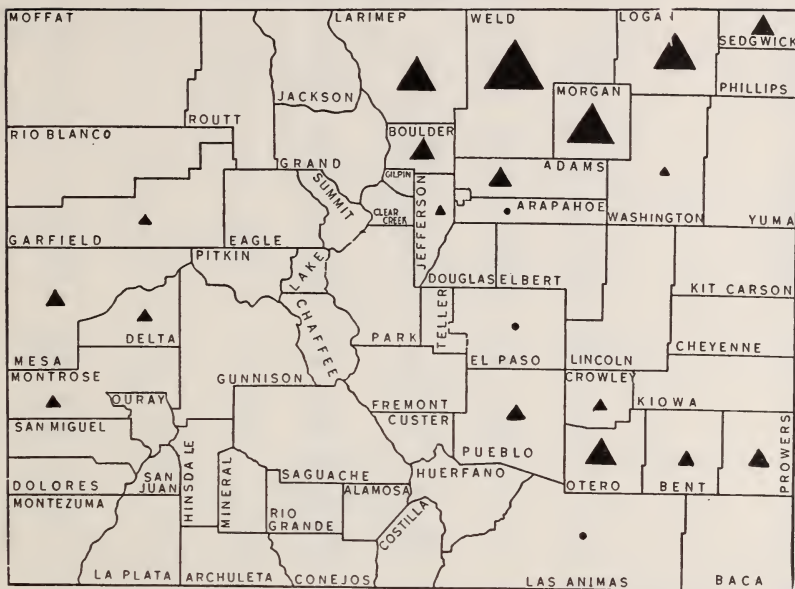 MOFFAT
LARIMER
WELD
LOGAN
SEDGWICK
JACKSON
MORGAN
PHILLIPS
RIO BLANCO
ROUTT
BOULDER
GRAND
GILPIN
ADAMS
SUMMIT
CLEAR CREEK
JEFFERSON
ARAPAHOE
WASHINGTON
YUMA
GARFIELD
EAGLE
PITKIN
LAKE
DOUGLAS
ELBERT
KIT CARSON
TELLER
CHAFFEE
PARK
DELTA
EL PASO
LINCOLN
CHEYENNE
MESA
MONTROSE
GUNNISON
CROWLEY
OURAY
FREMONT
KIOWA
SAN MIGUEL
CUSTER
PUEBLO
PROWERS
HINSDALE
MINERAL
SAGUACHE
HUERFANO
OTERO
BENT
DOLORES
SAN JUAN
ALAMOSA
MONTEZUMA
RIO GRANDE
COSTILLA
LA PLATA
ARCHULETA
CONEJOS
LAS ANIMAS
BACA